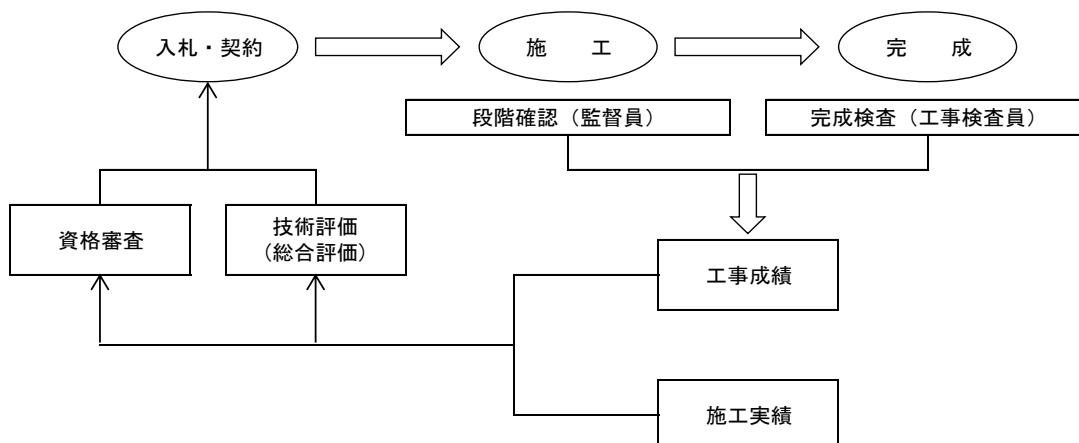 入札・契約
施　　工
完　　成
段階確認（監督員）
完成検査（工事検査員）
資格審査
技術評価
（総合評価）
工事成績
施工実績